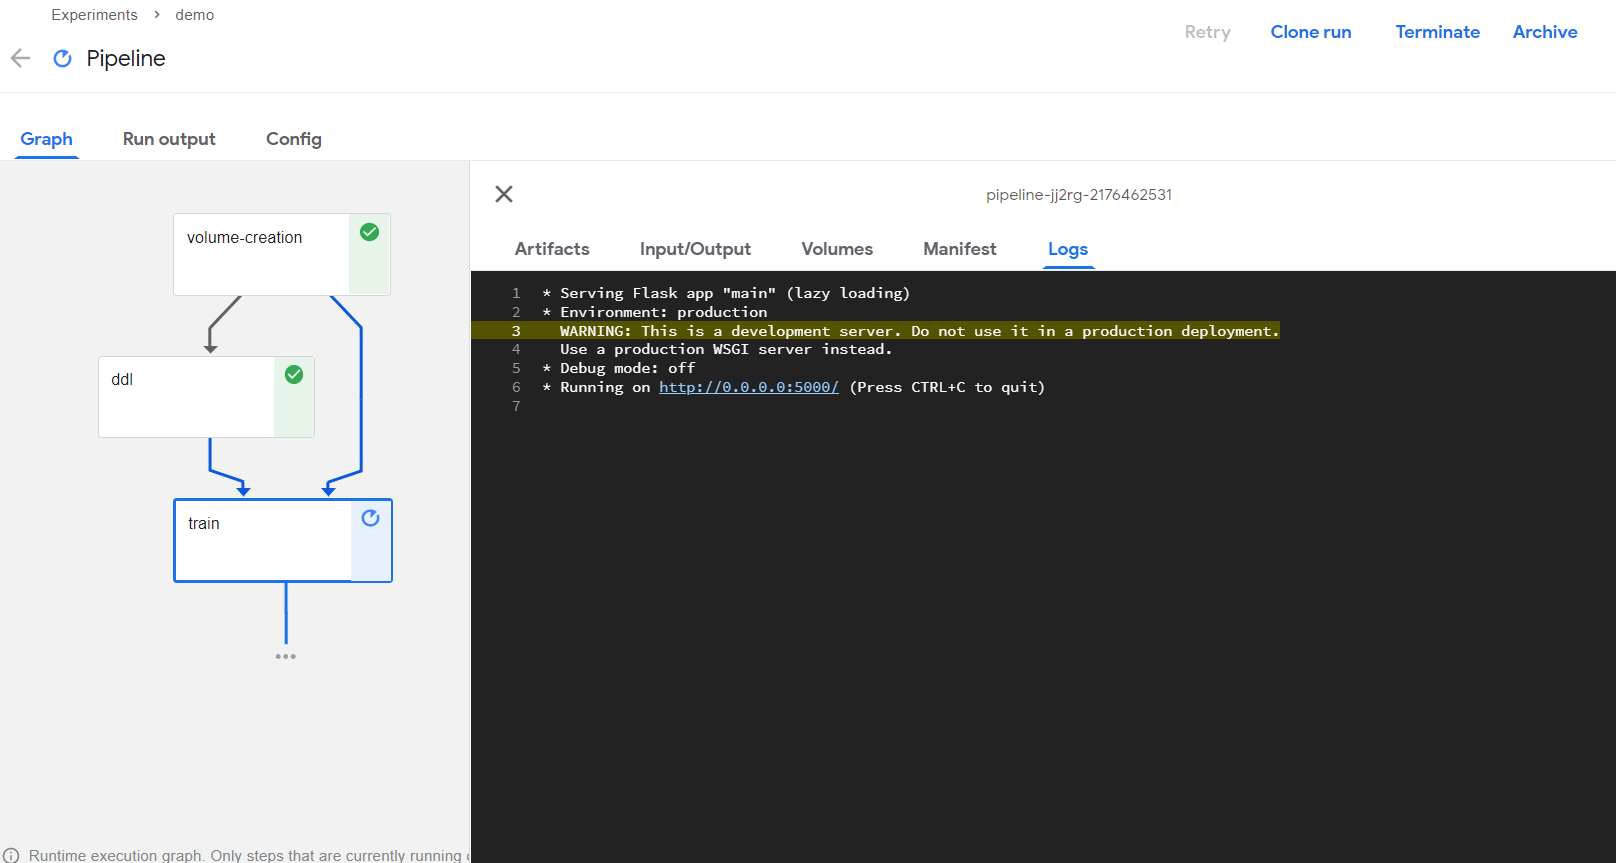 Experiments > demo
Retry Clone run Terminate Archive
Pipeline
Graph Run output Config
pipeline-jj2rg-2176462531
Artifacts Input/Output Volumes Manifest Logs
volume-creation
ddl
train
1 * Serving Flask app "main" (lazy loading)
2 * Environment: production
3 WARNING: This is a development server. Do not use it in a production deployment.
4 Use a production WSGI server instead.
5 * Debug mode: off
6 * Running on http://0.0.0.0:5000/ (Press CTRL+C to quit)
7
Runtime execution graph. Only steps that are currently running